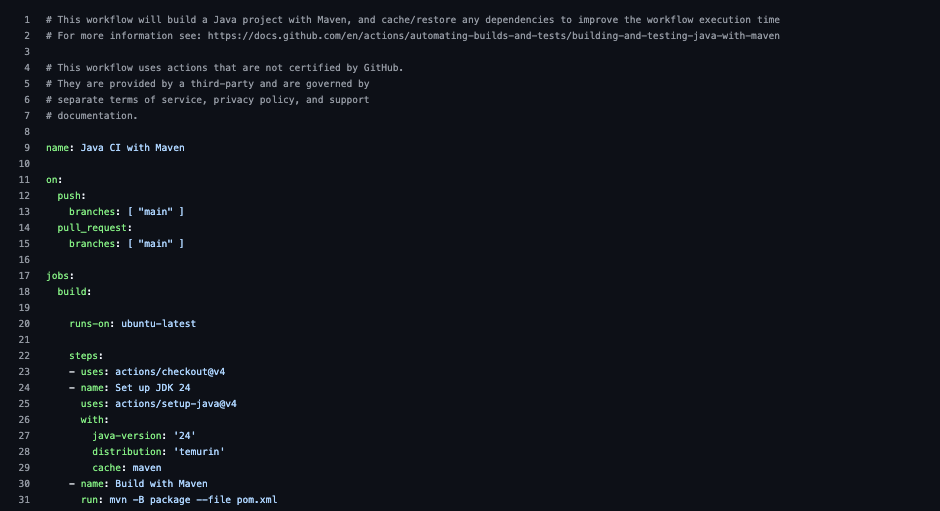 1 # This workflow will build a Java project with Maven, and cache/restore any dependencies to improve the workflow execution time
2 # For more information see: https://docs.github.com/en/actions/automating-builds-and-tests/building-and-testing-java-with-maven
3
4 # This workflow uses actions that are not certified by GitHub.
5 # They are provided by a third-party and are governed by
6 # separate terms of service, privacy policy, and support
7 # documentation.
8
9 name: Java CI with Maven
10
11 on:
12   push:
13     branches: [ "main" ]
14   pull_request:
15     branches: [ "main" ]
16
17 jobs:
18   build:
19
20     runs-on: ubuntu-latest
21
22     steps:
23     - uses: actions/checkout@v4
24     - name: Set up JDK 24
25       uses: actions/setup-java@v4
26       with:
27         java-version: '24'
28         distribution: 'temurin'
29         cache: maven
30     - name: Build with Maven
31       run: mvn -B package --file pom.xml